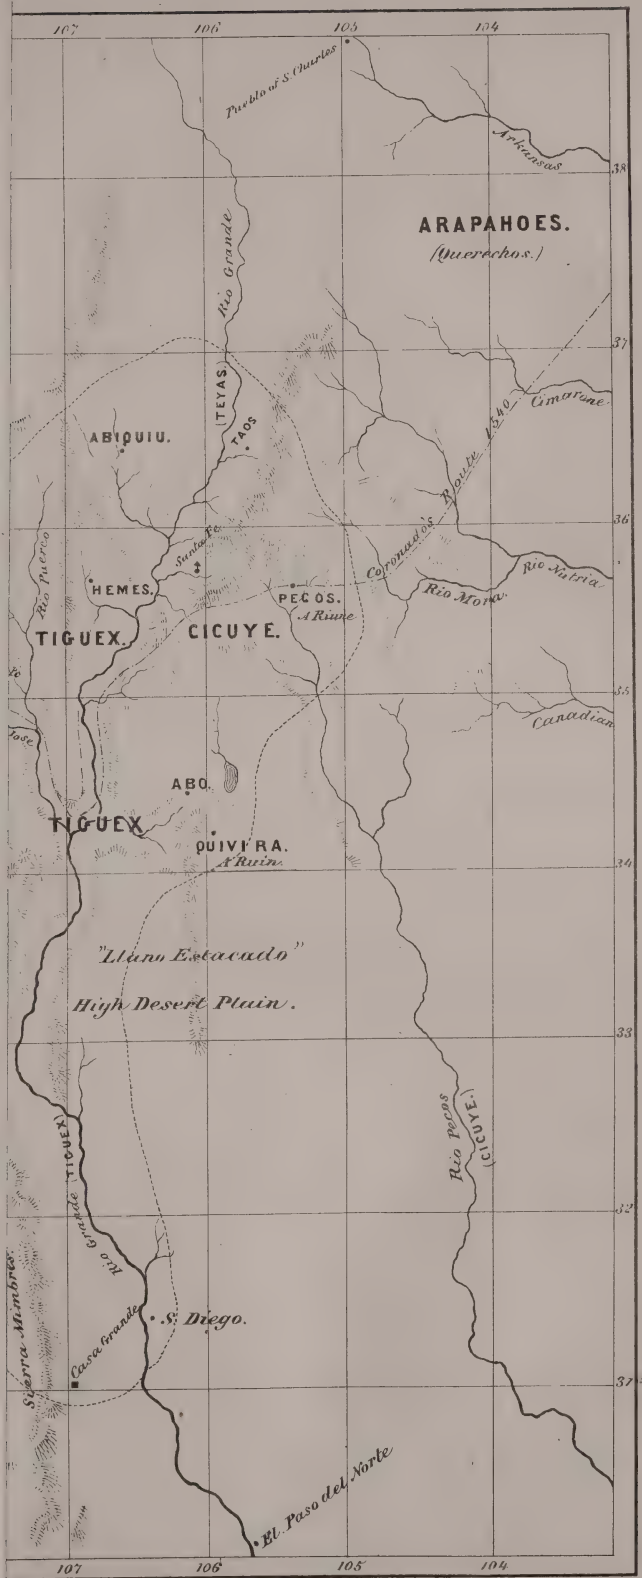 107 106 105 104
Pueblo of S. Charles
Arkansas
38
ARAPAHOES.
(Querechos.)
Rio Grande
(TEYAS.)
37
Cimarone.
TAOS
ABIQUIU.
Coronado's Route 1540
36
Santa Fe
Rio Puerco
HEMES.
PECOS.
A Riune
Rio Mora.
Rio Nutria.
TIGUEX.
CICUYE.
Fe
Jose
35
Canadian
ABO.
TIGUEX
QUIVIRA.
A Ruin.
34
"Llano Estacado"
High Desert Plain.
33
Rio Pecos
(CICUYE.)
Rio Grande (TIGUEX)
32
Sierra Mimbres.
Casa Grande
S. Diego.
37
El Paso del Norte
107 106 105 104